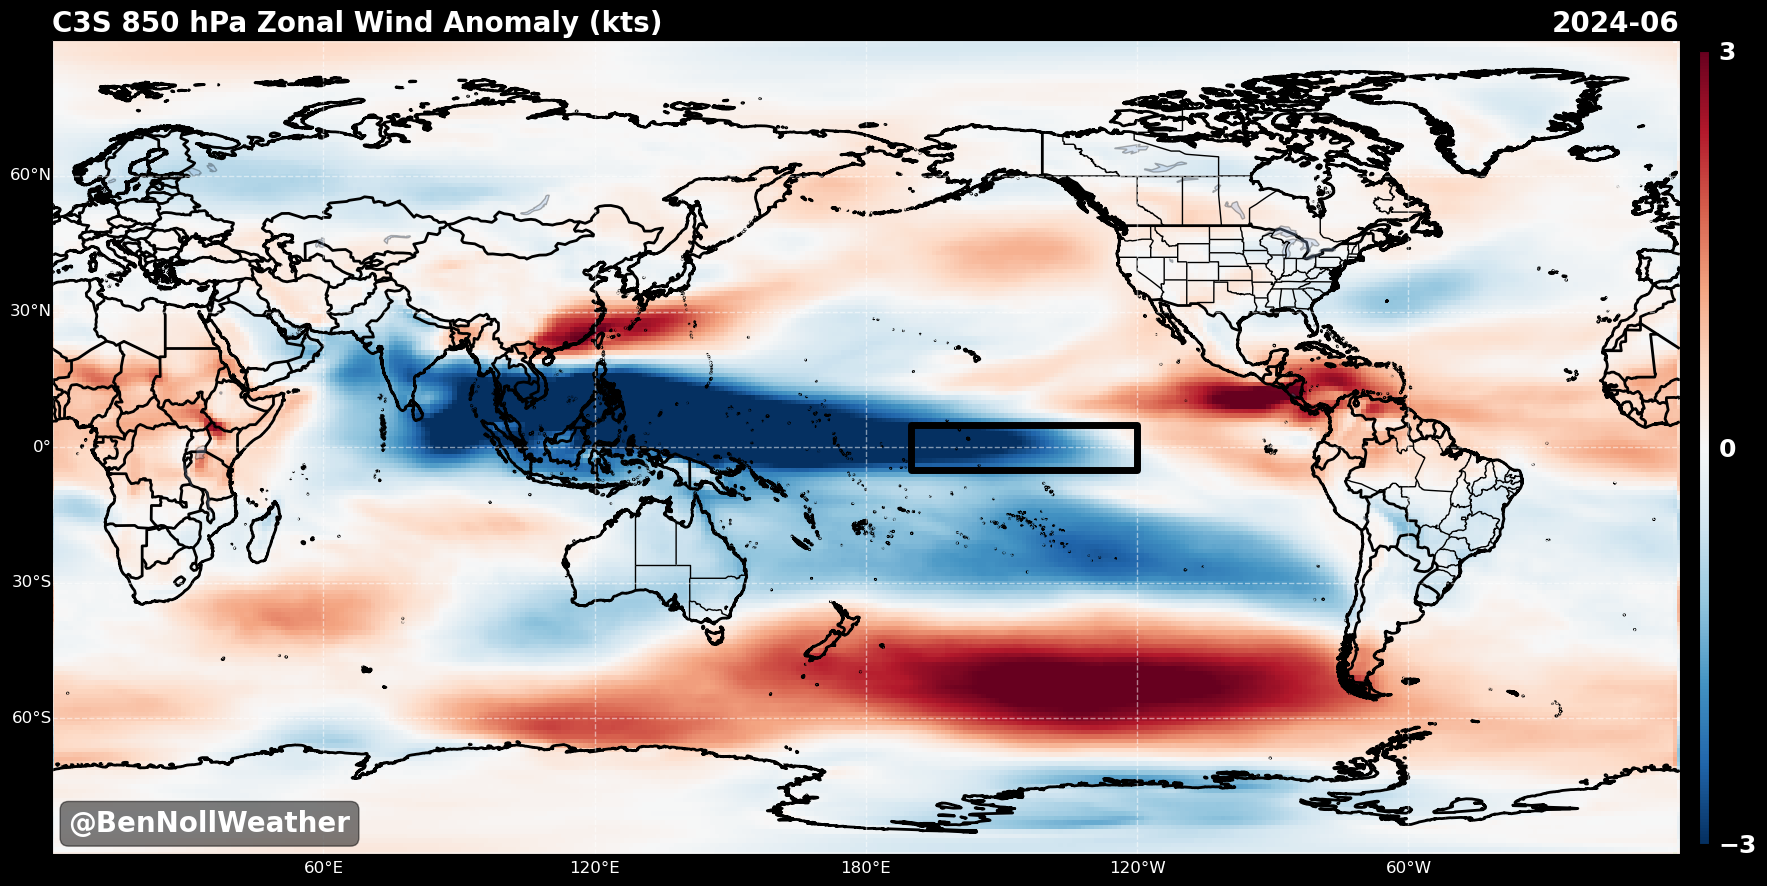 C3S 850 hPa Zonal Wind Anomaly (kts)
2024-06
3
60°N
30°N
0°
0
30°S
60°S
@BenNollWeather
−3
60°E
120°E
180°E
120°W
60°W